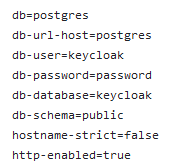 db=postgres
db-url-host=postgres
db-user=keycloak
db-password=password
db-database=keycloak
db-schema=public
hostname-strict=false
http-enabled=true